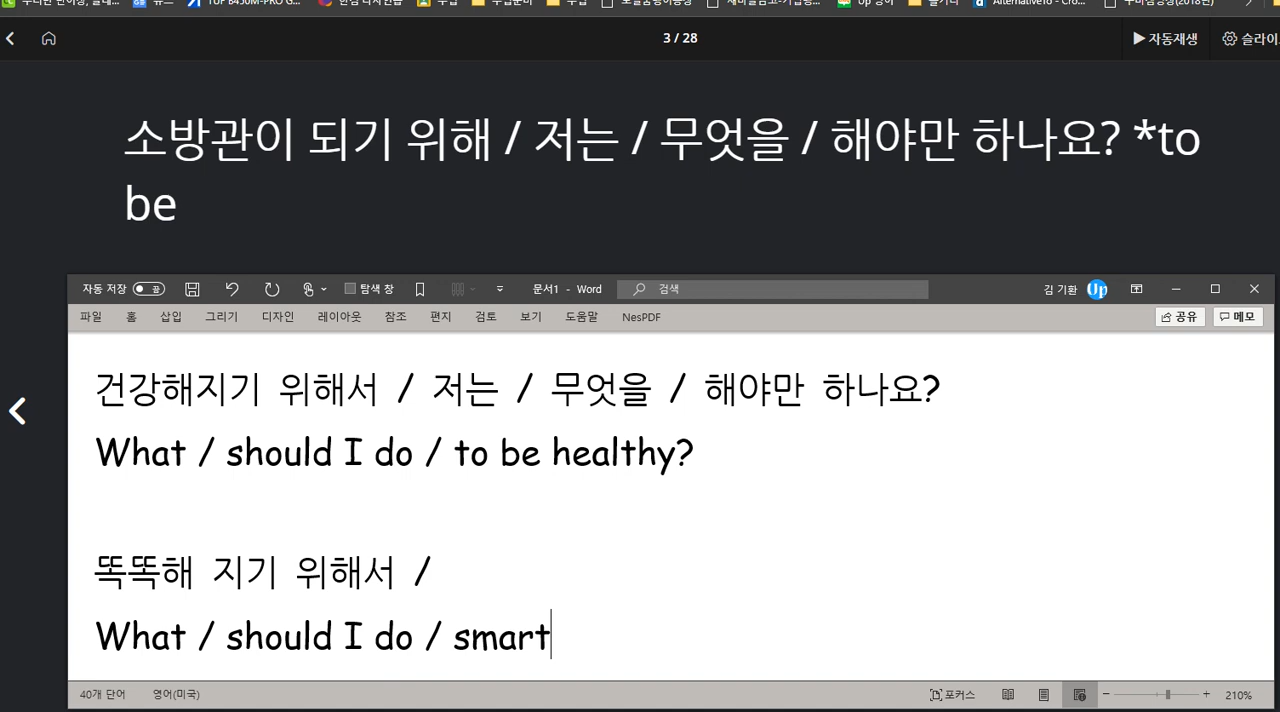 3 / 28
자동재생
슬라이
소방관이 되기 위해 / 저는 / 무엇을 / 해야만 하나요? *to
be
자동 저장 끔 탐색 창 문서1 - Word 검색 김 기환 Up
파일 홈 삽입 그리기 디자인 레이아웃 참조 편지 검토 보기 도움말 NesPDF 공유 메모
건강해지기 위해서 / 저는 / 무엇을 / 해야만 하나요?
What / should I do / to be healthy?
똑똑해 지기 위해서 /
What / should I do / smart
40개 단어 영어(미국) 포커스 210%